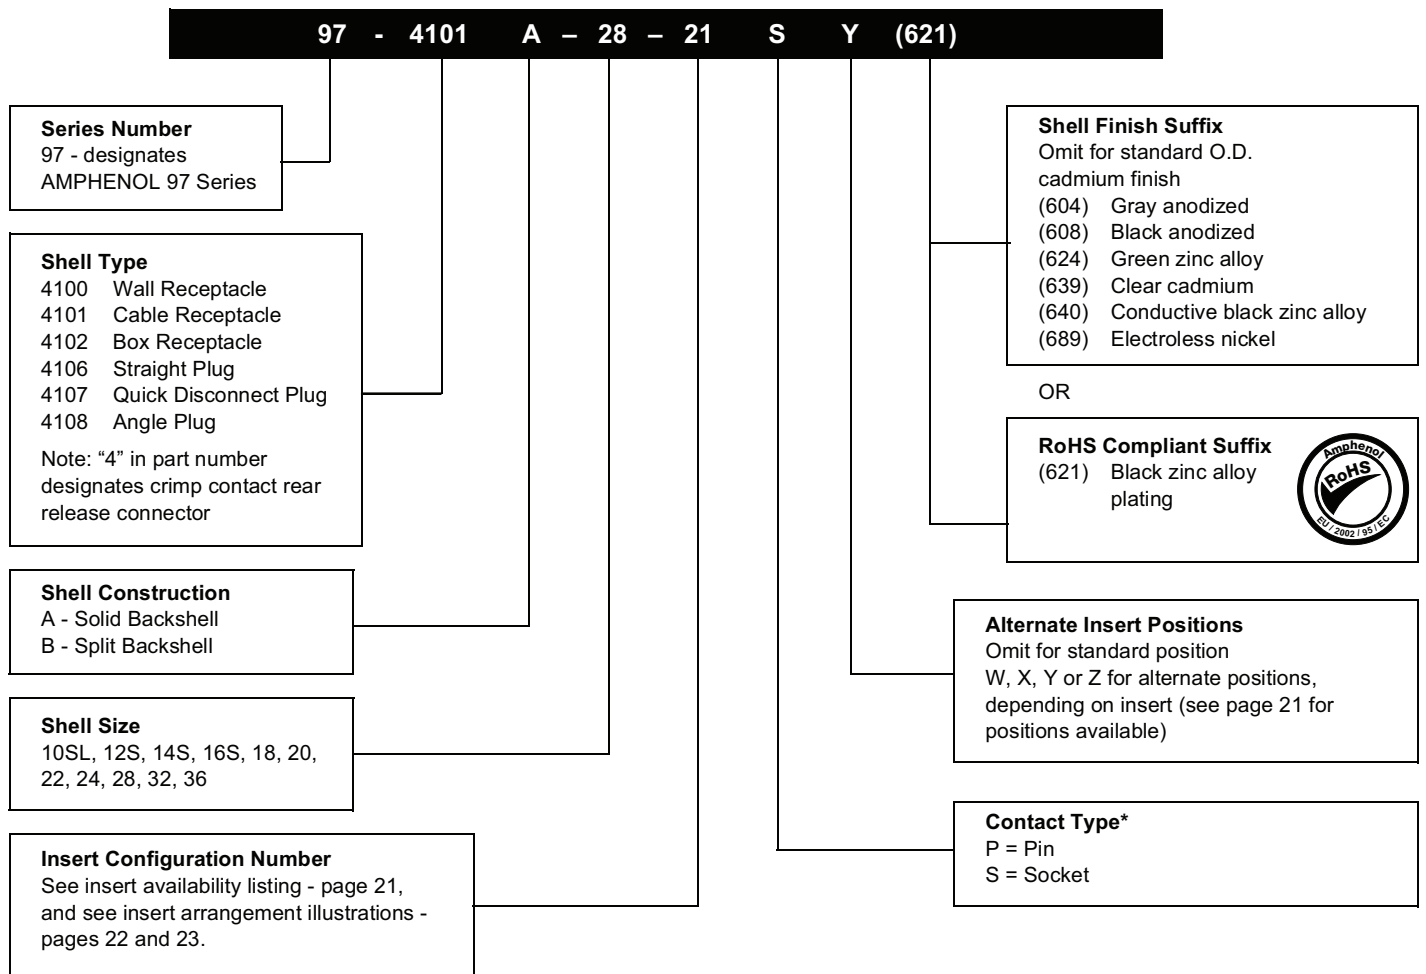 97 - 4101 A – 28 – 21 S Y (621)
Series Number
97 - designates
AMPHENOL 97 Series
Shell Type
4100 Wall Receptacle
4101 Cable Receptacle
4102 Box Receptacle
4106 Straight Plug
4107 Quick Disconnect Plug
4108 Angle Plug
Note: “4” in part number
designates crimp contact rear
release connector
Shell Construction
A - Solid Backshell
B - Split Backshell
Shell Size
10SL, 12S, 14S, 16S, 18, 20,
22, 24, 28, 32, 36
Insert Configuration Number
See insert availability listing - page 21,
and see insert arrangement illustrations -
pages 22 and 23.
Shell Finish Suffix
Omit for standard O.D.
cadmium finish
(604) Gray anodized
(608) Black anodized
(624) Green zinc alloy
(639) Clear cadmium
(640) Conductive black zinc alloy
(689) Electroless nickel
OR
RoHS Compliant Suffix
(621) Black zinc alloy
plating
Amphenol
RoHS
EU / 2002 / 95 / EC
Alternate Insert Positions
Omit for standard position
W, X, Y or Z for alternate positions,
depending on insert (see page 21 for
positions available)
Contact Type*
P = Pin
S = Socket